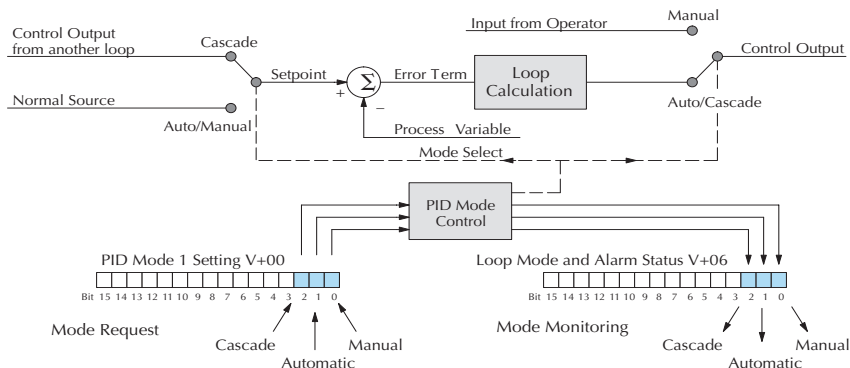 Input from Operator
Manual
Control Output
from another loop
Cascade
Control Output
Setpoint
+
Σ
−
Error Term
Loop
Calculation
Normal Source
Auto/Manual
Auto/Cascade
Process Variable
Mode Select
PID Mode
Control
PID Mode 1 Setting V+00
Loop Mode and Alarm Status V+06
Bit 15 14 13 12 11 10 9 8 7 6 5 4 3 2 1 0
Bit 15 14 13 12 11 10 9 8 7 6 5 4 3 2 1 0
Mode Request
Mode Monitoring
Cascade
Automatic
Manual
Cascade
Automatic
Manual